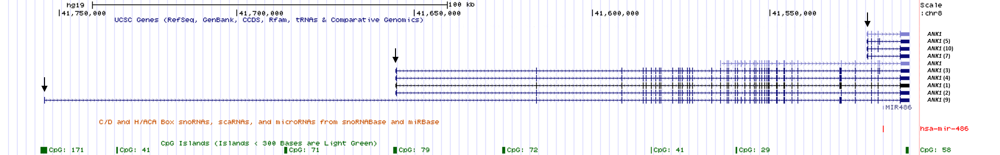 hg19 100 kb Scale
|41,750,000 |41,700,000 |41,650,000 |41,600,000 |41,550,000 :chr8
UCSC Genes (RefSeq, GenBank, CCDS, Rfam, tRNAs & Comparative Genomics)
ANK1
ANK1 (5)
ANK1 (10)
ANK1 (7)
ANK1
ANK1 (3)
ANK1 (4)
ANK1 (1)
ANK1 (2)
ANK1 (9)
MIR486
C/D and H/ACA Box snoRNAs, scaRNAs, and microRNAs from snoRNABase and miRBase
hsa-mir-486
CpG Islands (Islands < 300 Bases are Light Green)
CpG: 171 CpG: 41 CpG: 71 CpG: 79 CpG: 72 CpG: 41 CpG: 29 CpG: 58